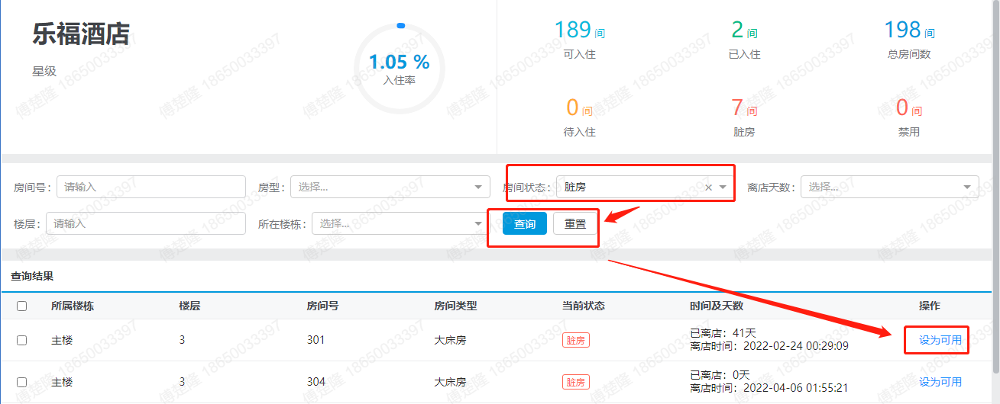 乐福酒店
星级
1.05 %
入住率
189 间
可入住
2 间
已入住
198 间
总房间数
0 间
待入住
7 间
脏房
0 间
禁用
房间号： 请输入 房型： 选择... 房间状态： 脏房 × 离店天数： 选择...
楼层： 请输入 所在楼栋： 选择... 查询 重置
查询结果
所属楼栋 楼层 房间号 房间类型 当前状态 时间及天数 操作
主楼 3 301 大床房 脏房 已离店：41天 设为可用
离店时间：2022-02-24 00:29:09
主楼 3 304 大床房 脏房 已离店：0天 设为可用
离店时间：2022-04-06 01:55:21
傅楚隆 18650033397